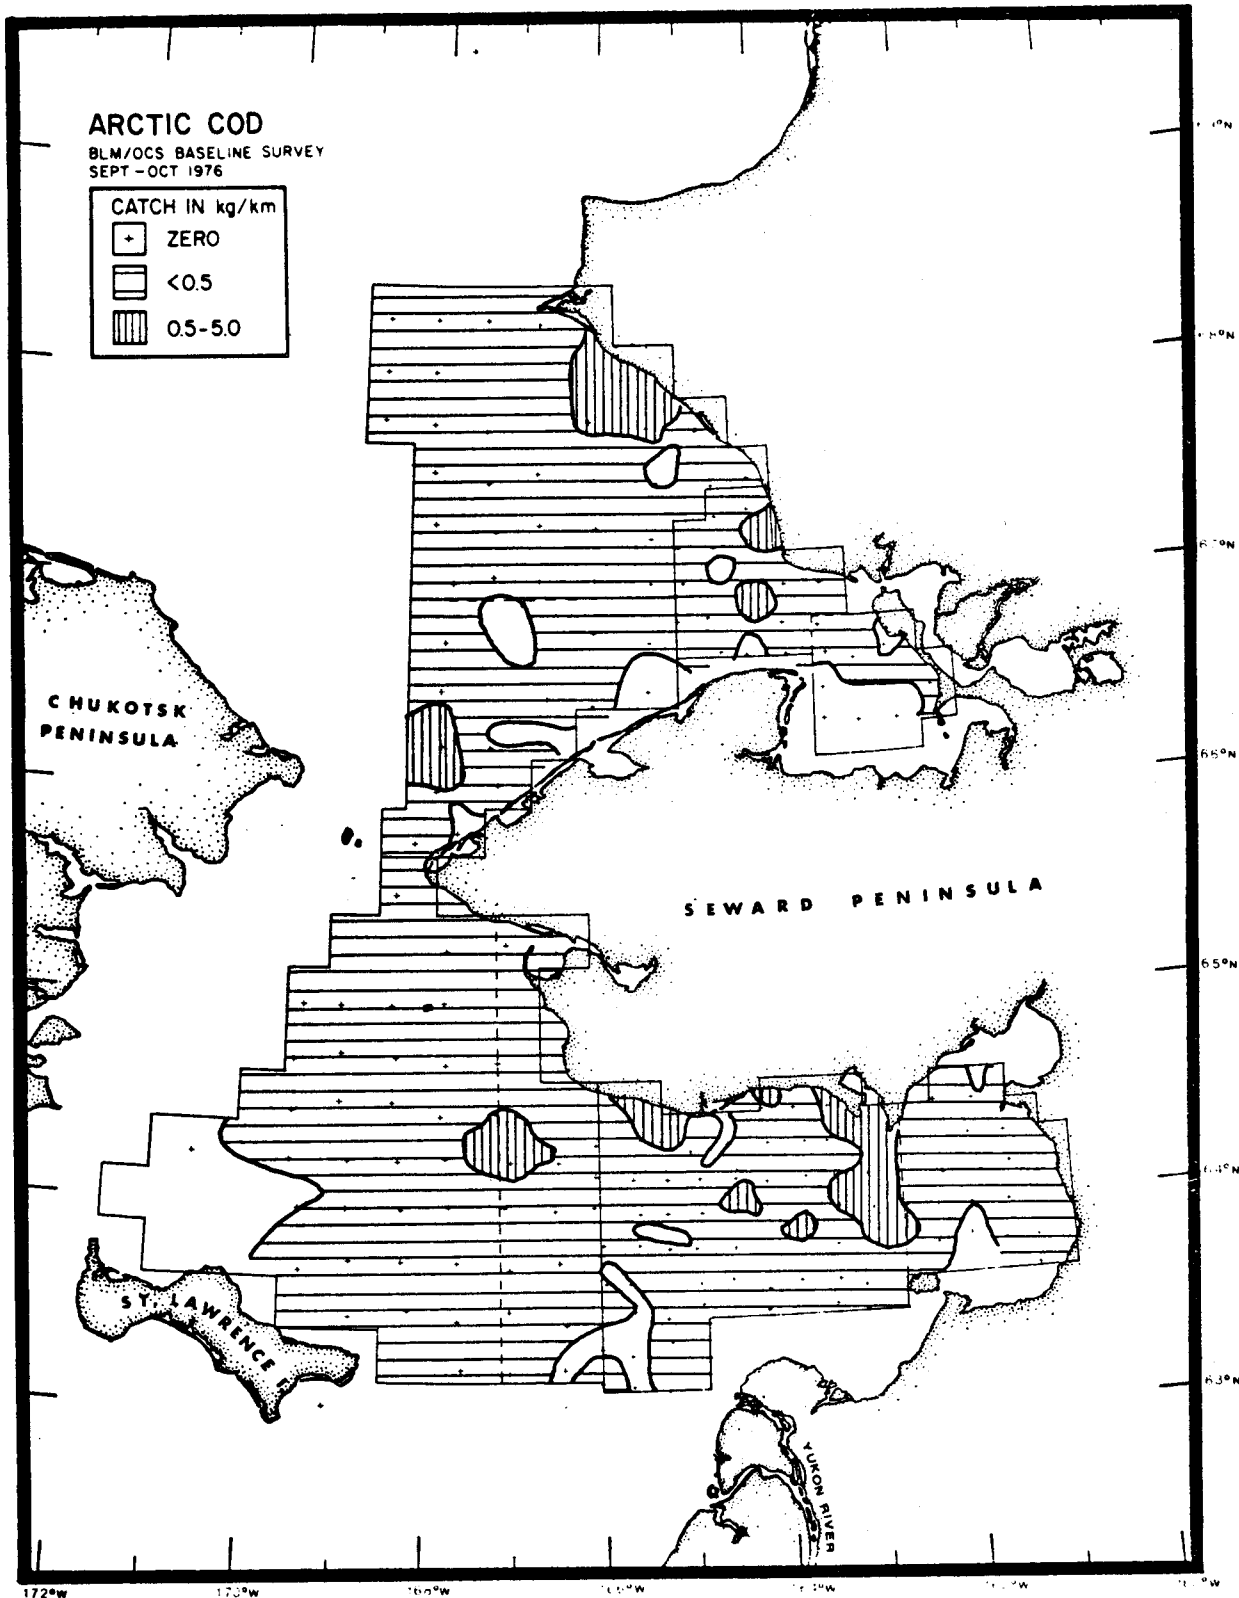 ARCTIC COD
BLM/OCS BASELINE SURVEY
SEPT-OCT 1976
CATCH IN kg/km
ZERO
<0.5
0.5-5.0
CHUKOTSK
PENINSULA
66°N
SEWARD PENINSULA
65°N
64°N
ST. LAWRENCE I
63°N
YUKON RIVER
172°W